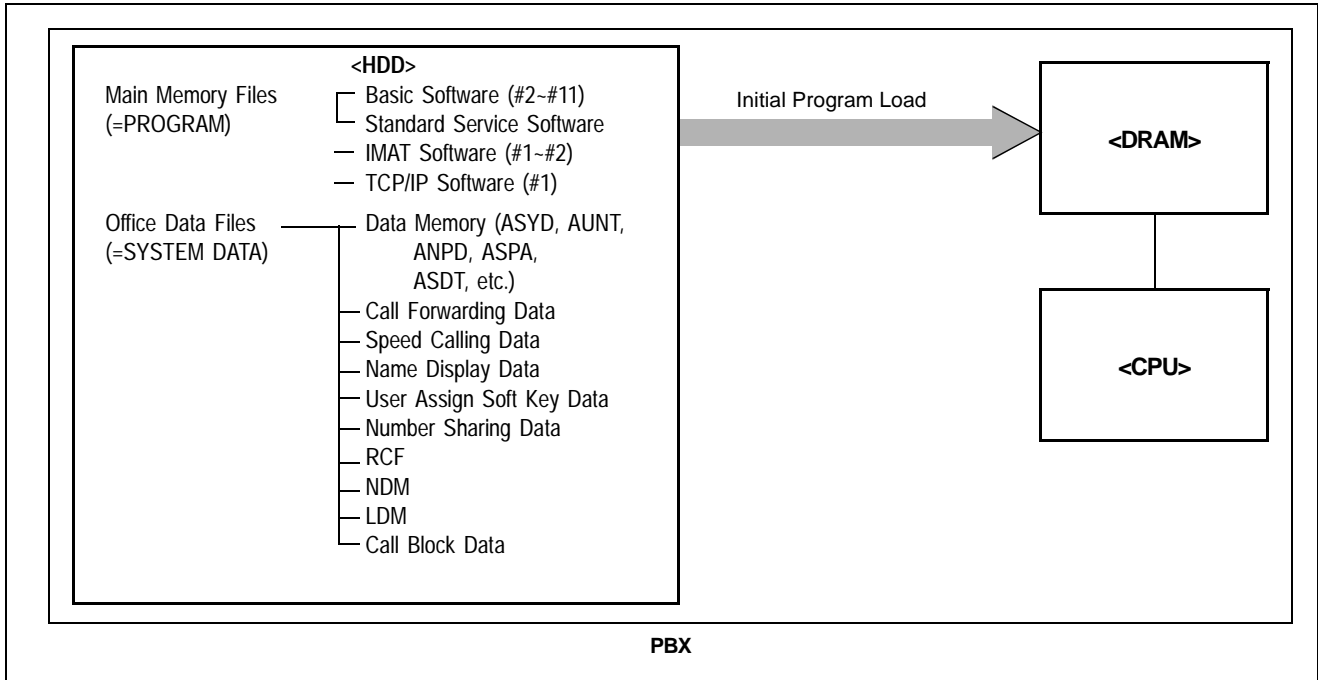 <HDD>
Main Memory Files
(=PROGRAM)
Basic Software (#2~#11)
Standard Service Software
IMAT Software (#1~#2)
TCP/IP Software (#1)
Office Data Files
(=SYSTEM DATA)
Data Memory (ASYD, AUNT,
ANPD, ASPA,
ASDT, etc.)
Call Forwarding Data
Speed Calling Data
Name Display Data
User Assign Soft Key Data
Number Sharing Data
RCF
NDM
LDM
Call Block Data
Initial Program Load
<DRAM>
<CPU>
PBX